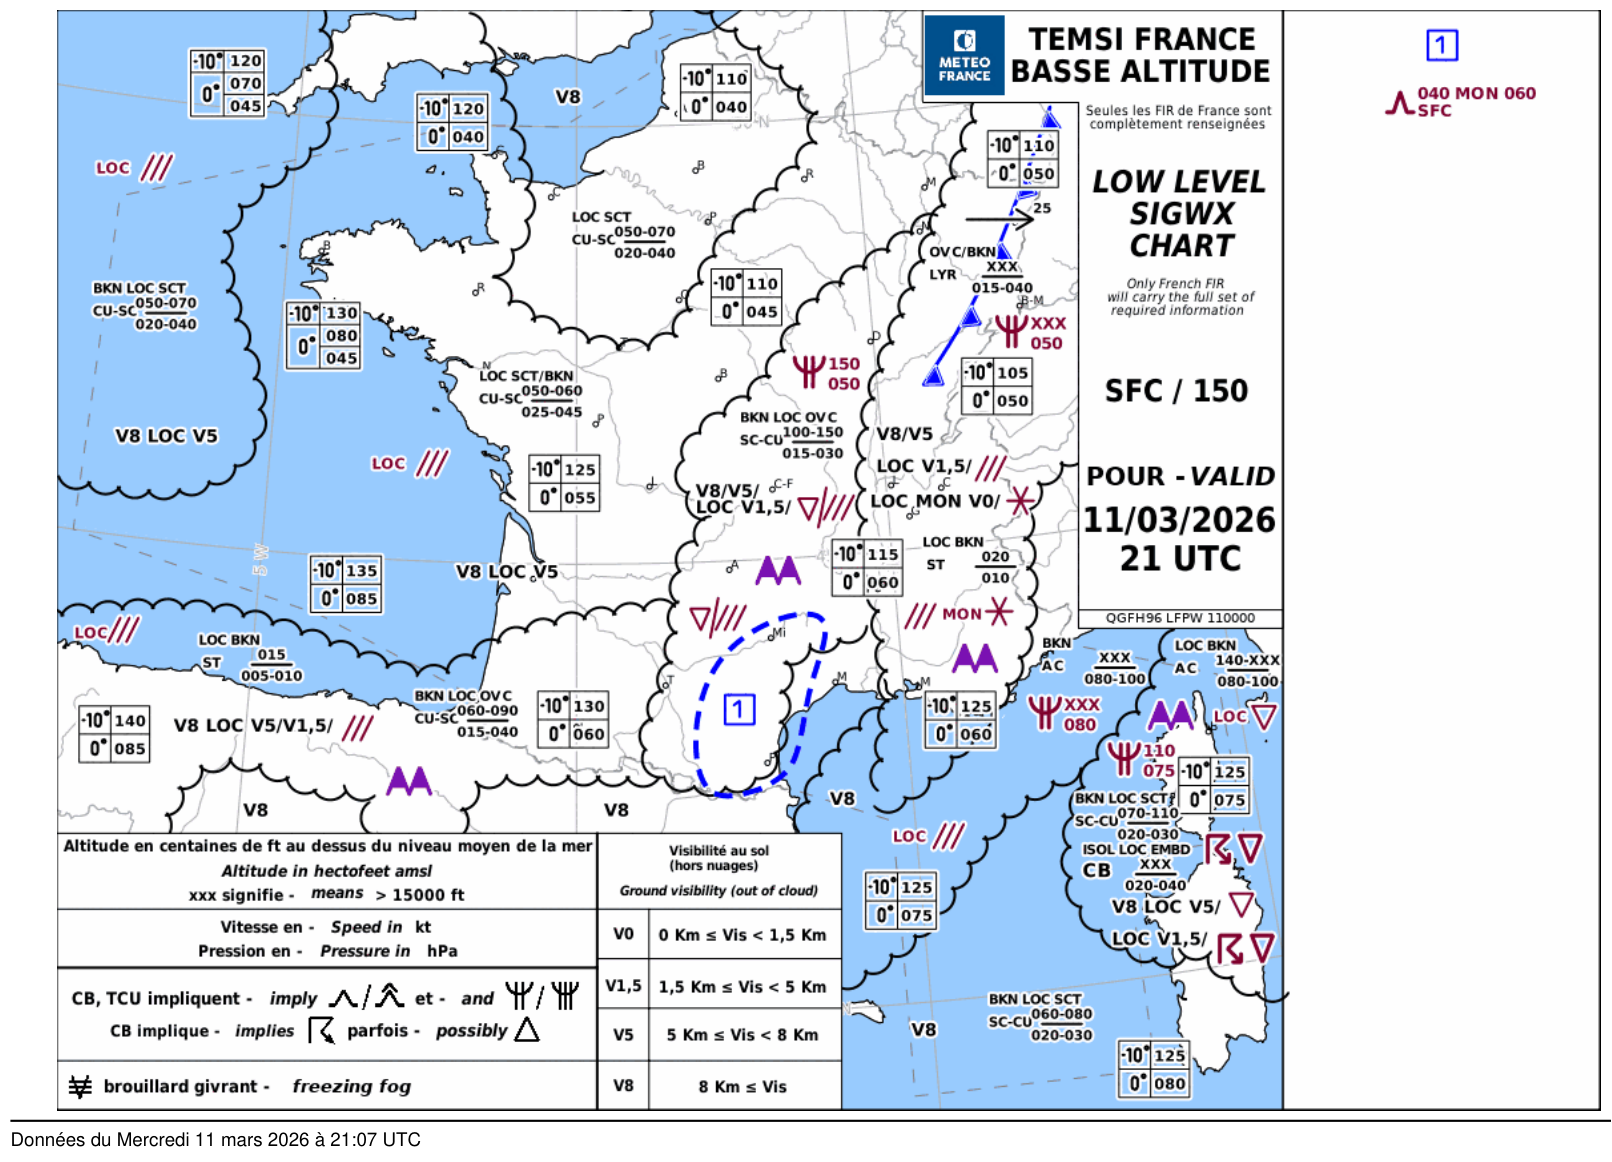 TEMSI FRANCE
BASSE ALTITUDE
METEO
FRANCE
Seules les FIR de France sont
complètement renseignées
LOW LEVEL
SIGWX
CHART
Only French FIR
will carry the full set of
required information
SFC / 150
POUR - VALID
11/03/2026
21 UTC
QGFH96 LFPW 110000
1
040 MON 060
SFC
-10° 120
0° 070
045
-10° 120
0° 040
V8
-10° 110
0° 040
-10° 110
0° 050
25
LOC
LOC SCT
CU-SC 050-070
020-040
OVC/BKN
LYR XXX
015-040
BKN LOC SCT
CU-SC 050-070
020-040
-10° 130
0° 080
045
-10° 110
0° 045
B-M
XXX
050
150
050
-10° 105
0° 050
LOC SCT/BKN
CU-SC 050-060
025-045
BKN LOC OVC
SC-CU 100-150
015-030
V8 LOC V5
V8/V5
LOC
-10° 125
0° 055
LOC V1,5/
V8/V5/
C-F
LOC V1,5/
LOC MON V0/
5 W
-10° 135
0° 085
V8 LOC V5
-10° 115
0° 060
LOC BKN
ST 020
010
MON
LOC
LOC BKN
ST 015
005-010
Mi
BKN
AC XXX
080-100
LOC BKN
AC 140-XXX
080-100
-10° 140
0° 085
V8 LOC V5/V1,5/
BKN LOC OVC
CU-SC 060-090
015-040
-10° 130
0° 060
1
-10° 125
0° 060
XXX
080
LOC
110
075
-10° 125
0° 075
V8
V8
V8
LOC
BKN LOC SCT
SC-CU 070-110
020-030
ISOL LOC EMBD
CB XXX
020-040
-10° 125
0° 075
V8 LOC V5/
LOC V1,5/
BKN LOC SCT
SC-CU 060-080
020-030
V8
-10° 125
0° 080
Altitude en centaines de ft au dessus du niveau moyen de la mer
Altitude in hectofeet amsl
xxx signifie - means > 15000 ft
Vitesse en - Speed in kt
Pression en - Pressure in hPa
CB, TCU impliquent - imply / et - and /
CB implique - implies parfois - possibly
brouillard givrant - freezing fog
Visibilité au sol
(hors nuages)
Ground visibility (out of cloud)
V0 0 Km ≤ Vis < 1,5 Km
V1,5 1,5 Km ≤ Vis < 5 Km
V5 5 Km ≤ Vis < 8 Km
V8 8 Km ≤ Vis
Données du Mercredi 11 mars 2026 à 21:07 UTC